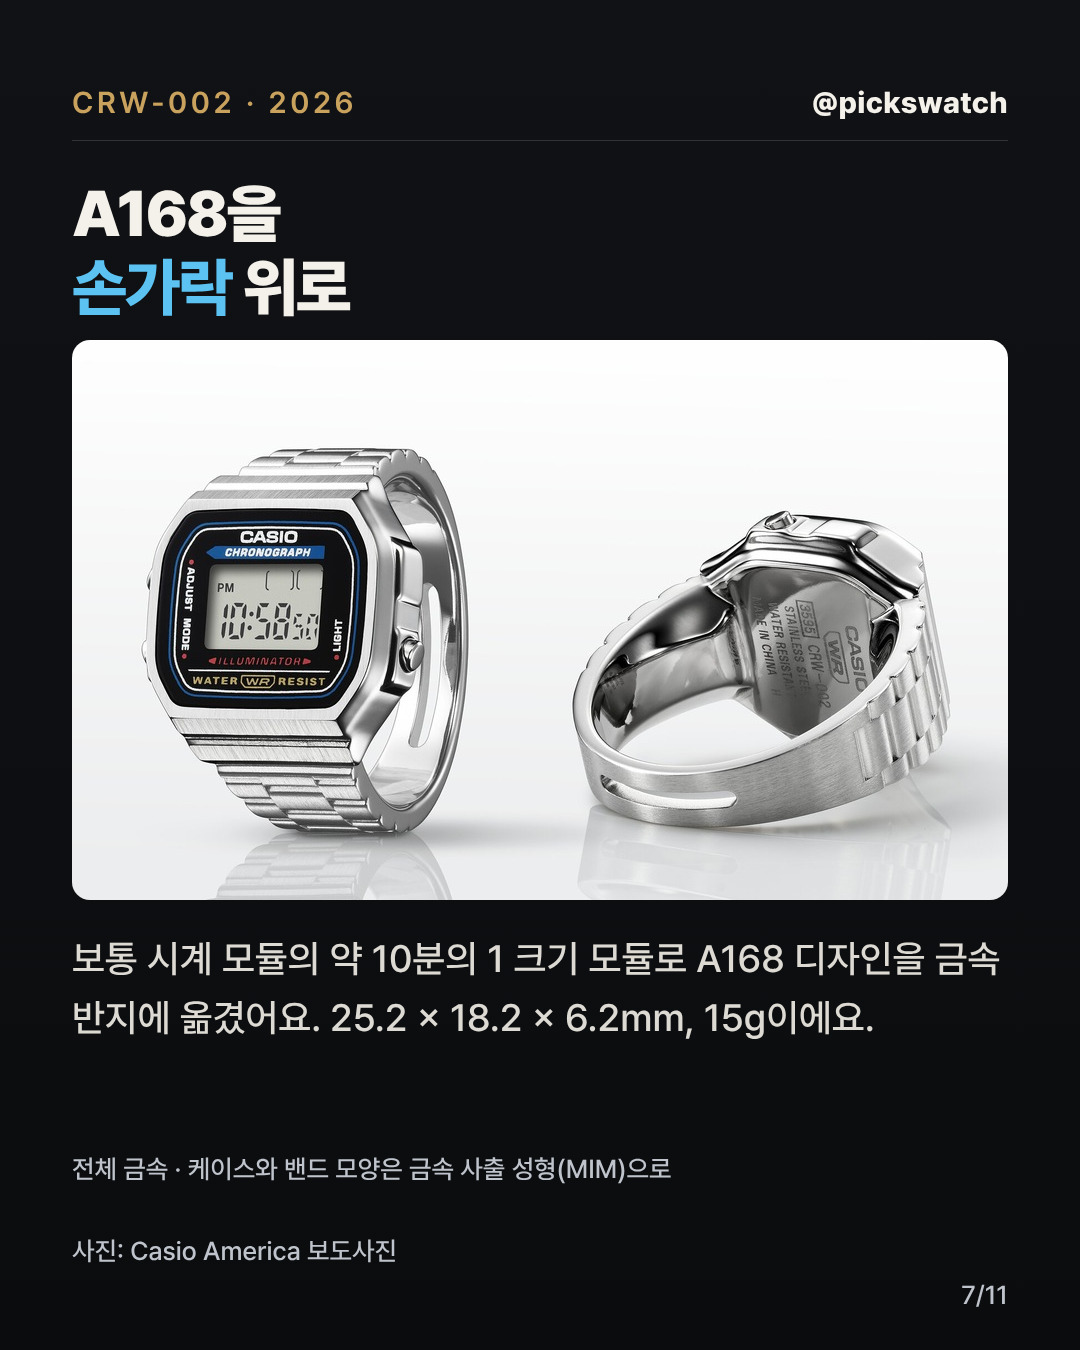 CRW-002 · 2026
@pickswatch
A168을
손가락 위로
CASIO
CHRONOGRAPH
ADJUST MODE
PM
10:58 50
LIGHT
ILLUMINATOR
WATER WR RESIST
CASIO
WR
3595 CRW-002
STAINLESS STEE
WATER RESISTA
MADE IN CHINA H
보통 시계 모듈의 약 10분의 1 크기 모듈로 A168 디자인을 금속
반지에 옮겼어요. 25.2 × 18.2 × 6.2mm, 15g이에요.
전체 금속 · 케이스와 밴드 모양은 금속 사출 성형(MIM)으로
사진: Casio America 보도사진
7/11